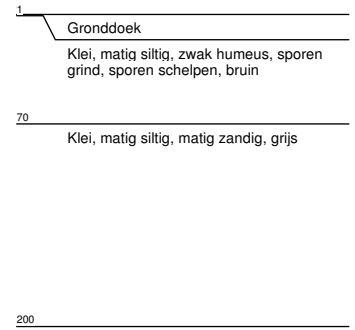 1
Gronddoek
Klei, matig siltig, zwak humeus, sporen
grind, sporen schelpen, bruin
70
Klei, matig siltig, matig zandig, grijs
200